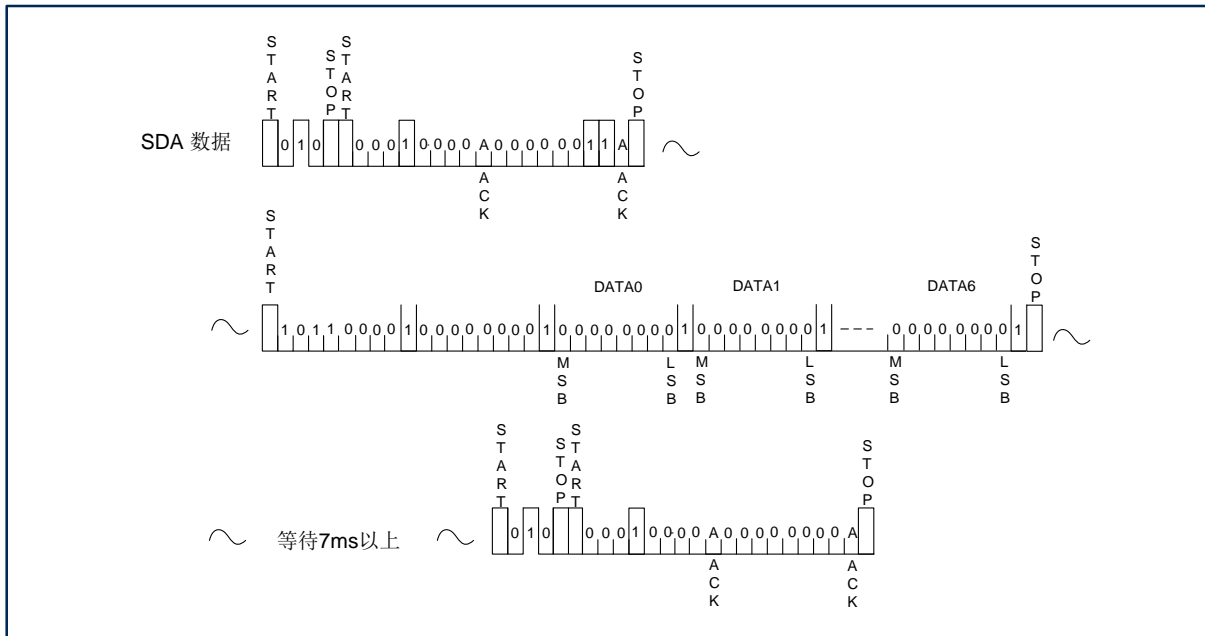 START
STOP
START
STOP
SDA 数据
0 1 0 0 0 0 1 0 0 0 0 A 0 0 0 0 0 0 1 1 A
ACK
ACK
START
STOP
DATA0
DATA1
DATA6
1 0 1 1 0 0 0 0 1 0 0 0 0 0 0 0 0 1 0 0 0 0 0 0 0 0 1 0 0 0 0 0 0 0 0 1 ---- 0 0 0 0 0 0 0 0 1
MSB
LSB
MSB
LSB
MSB
LSB
START
STOP
START
STOP
等待7ms以上
0 1 0 0 0 0 1 0 0 0 0 A 0 0 0 0 0 0 0 0 A
ACK
ACK